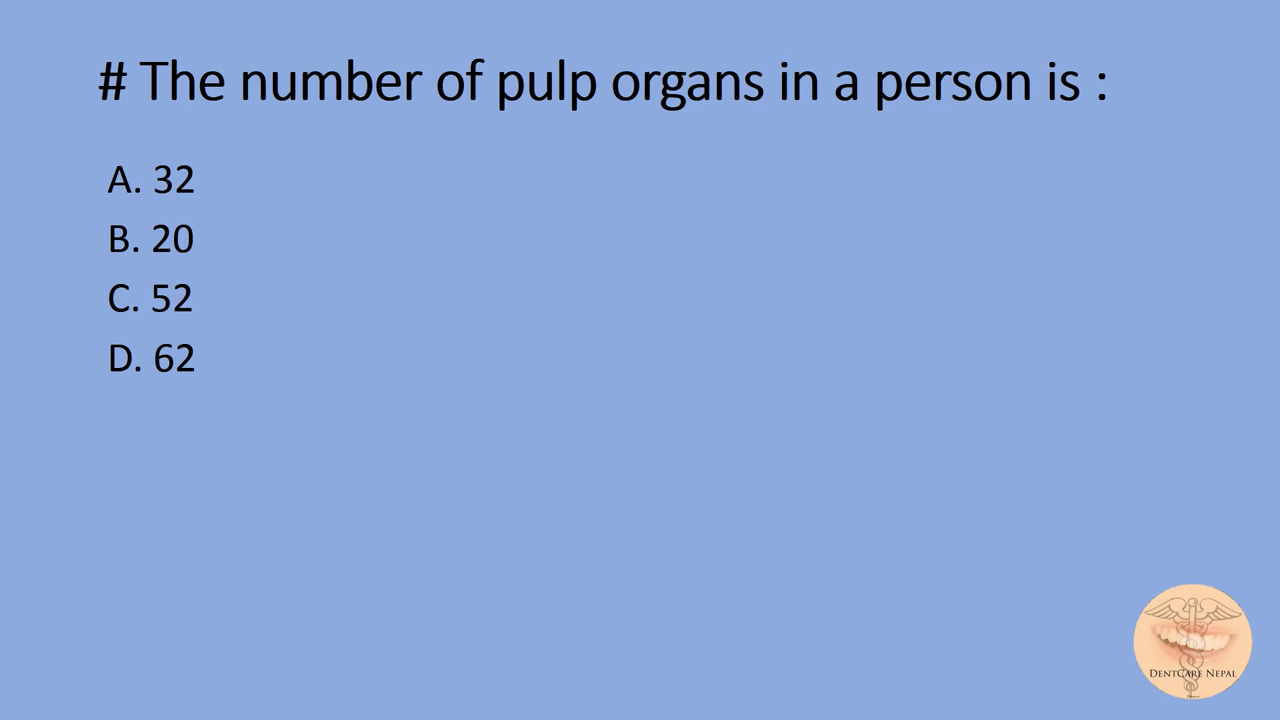 # The number of pulp organs in a person is :
A. 32
B. 20
C. 52
D. 62
DENTCARE NEPAL